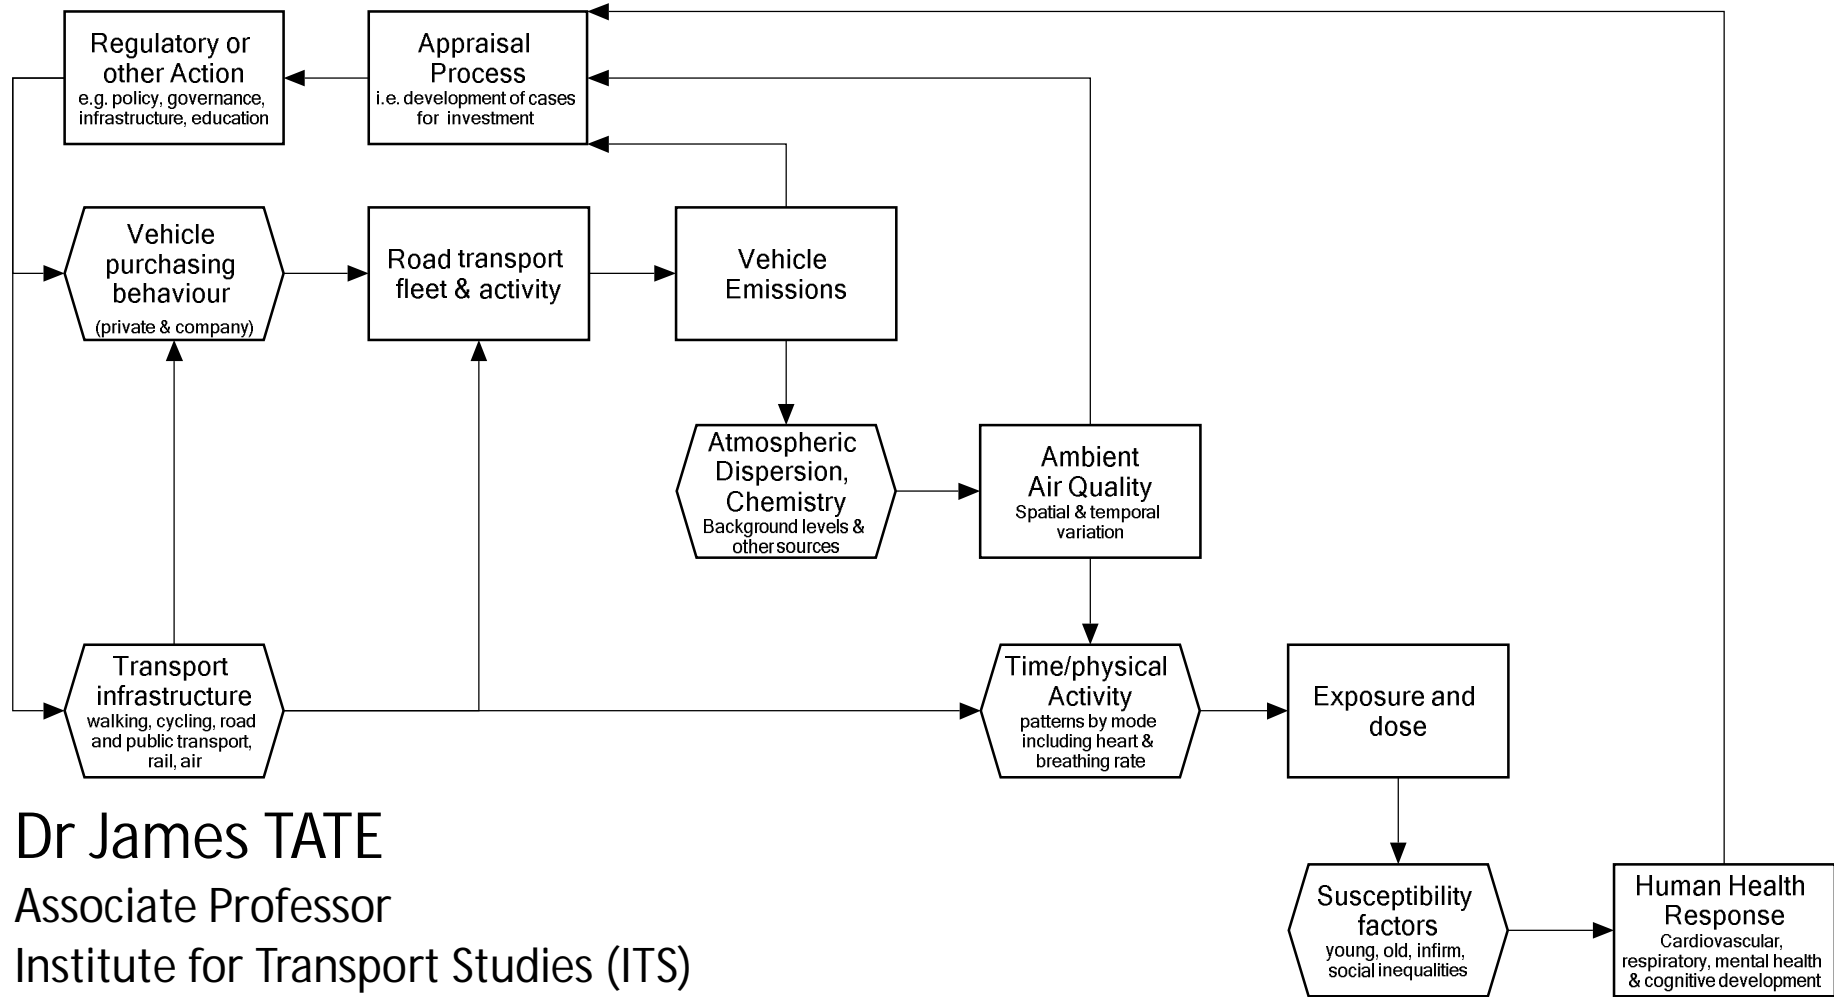 Regulatory or
other Action
e.g. policy, governance,
infrastructure, education
Appraisal
Process
i.e. development of cases
for investment
Vehicle
purchasing
behaviour
(private & company)
Road transport
fleet & activity
Vehicle
Emissions
Atmospheric
Dispersion,
Chemistry
Background levels &
other sources
Ambient
Air Quality
Spatial & temporal
variation
Transport
infrastructure
walking, cycling, road
and public transport,
rail, air
Time/physical
Activity
patterns by mode
including heart &
breathing rate
Exposure and
dose
Susceptibility
factors
young, old, infirm,
social inequalities
Human Health
Response
Cardiovascular,
respiratory, mental health
& cognitive development
Dr James TATE
Associate Professor
Institute for Transport Studies (ITS)